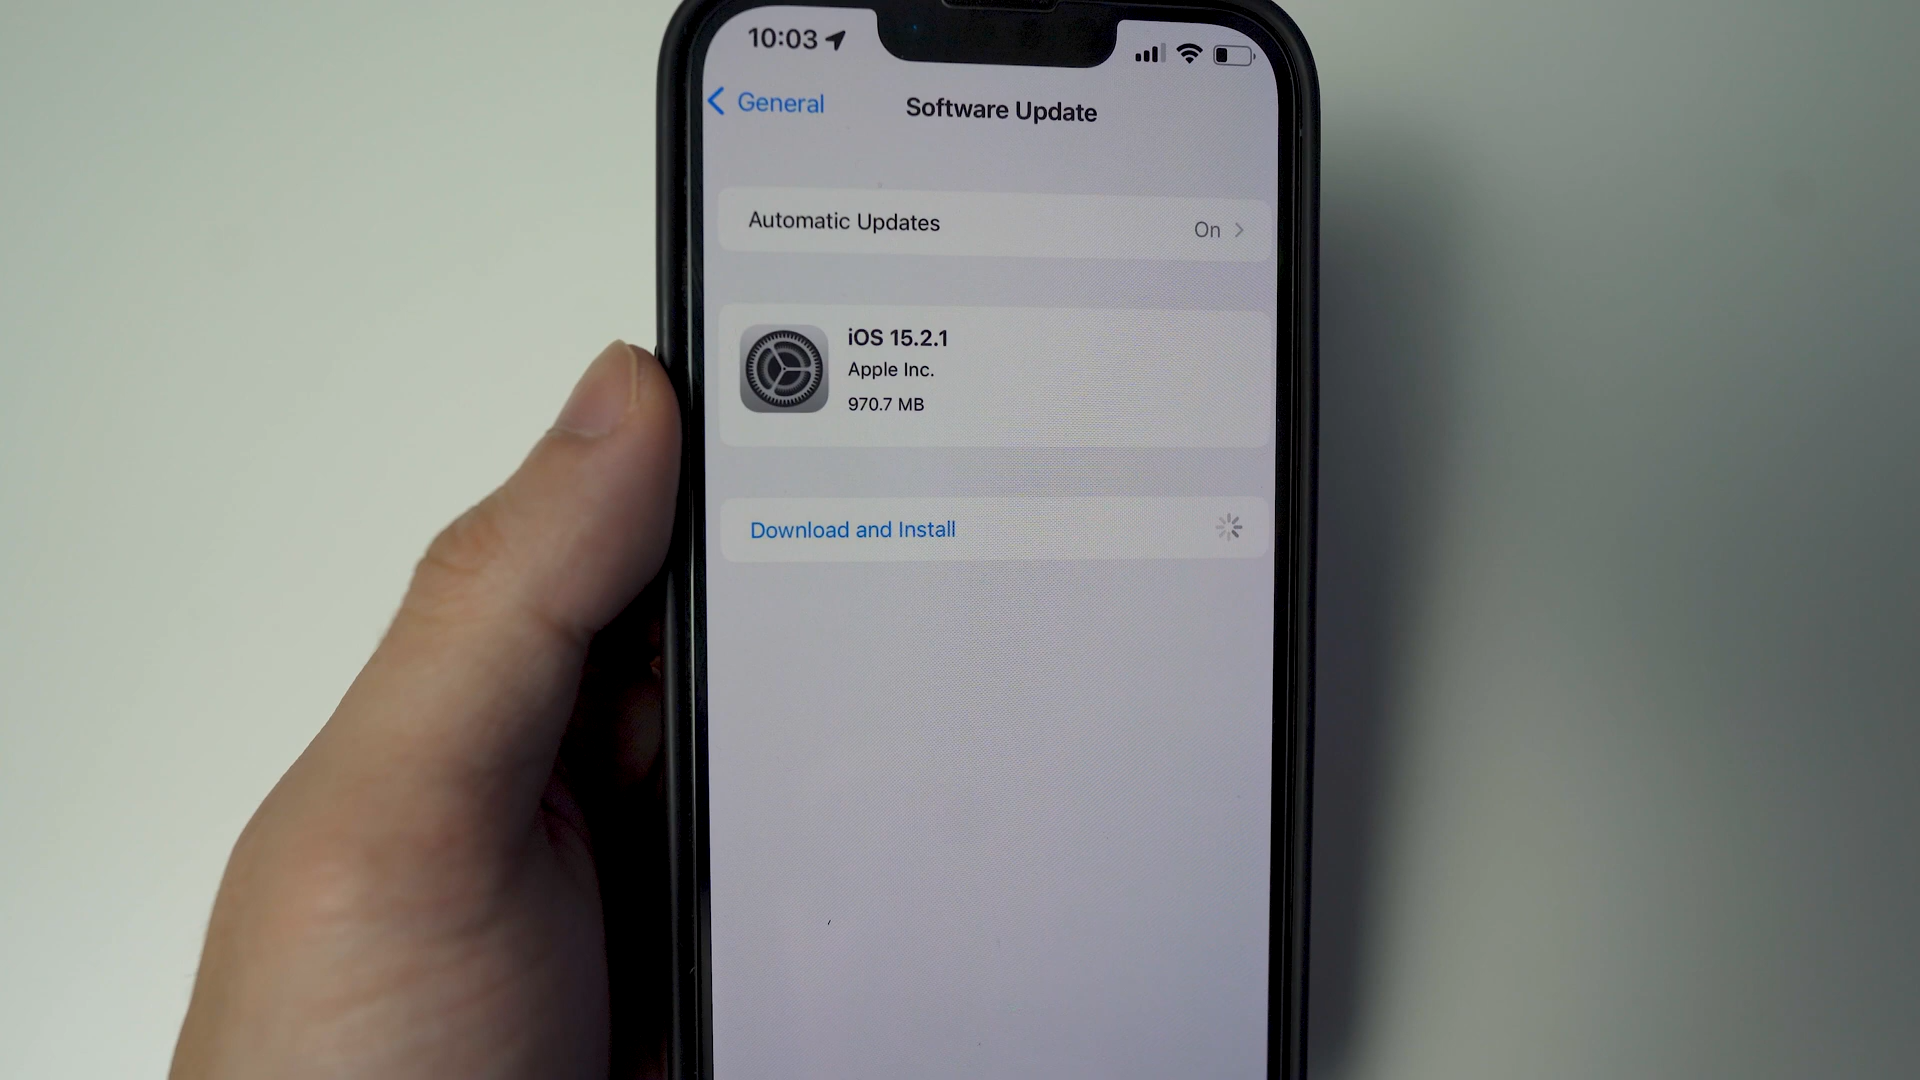 10:03
General
Software Update
Automatic Updates
On
iOS 15.2.1
Apple Inc.
970.7 MB
Download and Install